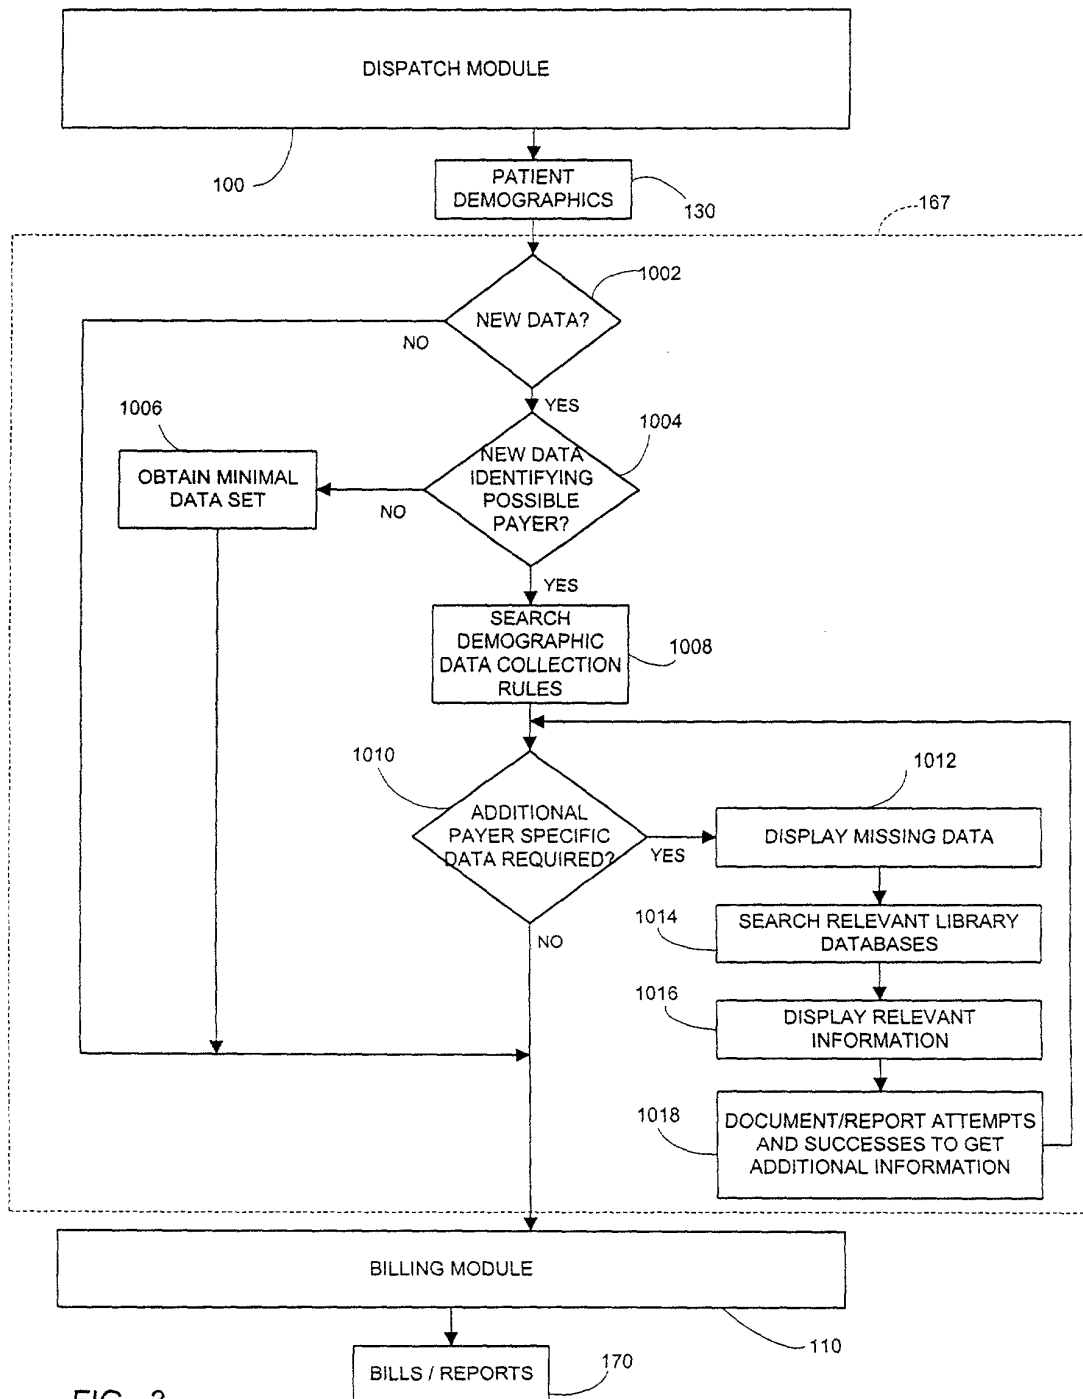 DISPATCH MODULE
100
PATIENT
DEMOGRAPHICS
130
167
1002
NEW DATA?
NO
YES
1006
1004
OBTAIN MINIMAL
DATA SET
NEW DATA
IDENTIFYING
POSSIBLE
PAYER?
NO
YES
SEARCH
DEMOGRAPHIC
DATA COLLECTION
RULES
1008
1010
1012
ADDITIONAL
PAYER SPECIFIC
DATA REQUIRED?
YES
DISPLAY MISSING DATA
NO
1014
SEARCH RELEVANT LIBRARY
DATABASES
1016
DISPLAY RELEVANT
INFORMATION
1018
DOCUMENT/REPORT ATTEMPTS
AND SUCCESSES TO GET
ADDITIONAL INFORMATION
BILLING MODULE
110
BILLS / REPORTS
170